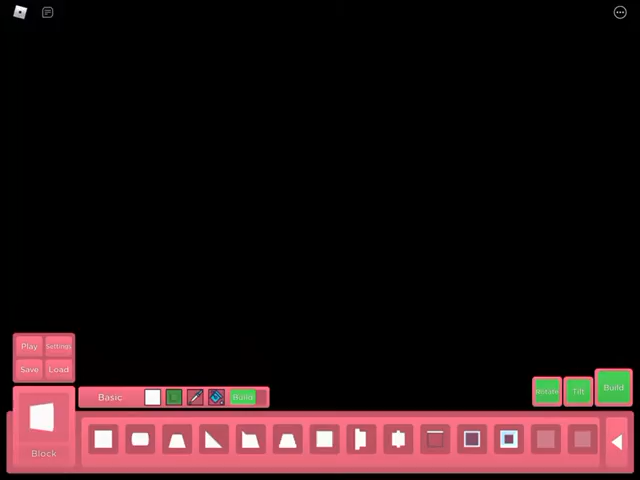 Play Settings
Save Load
Basic
Build
Rotate Tilt Build
Block